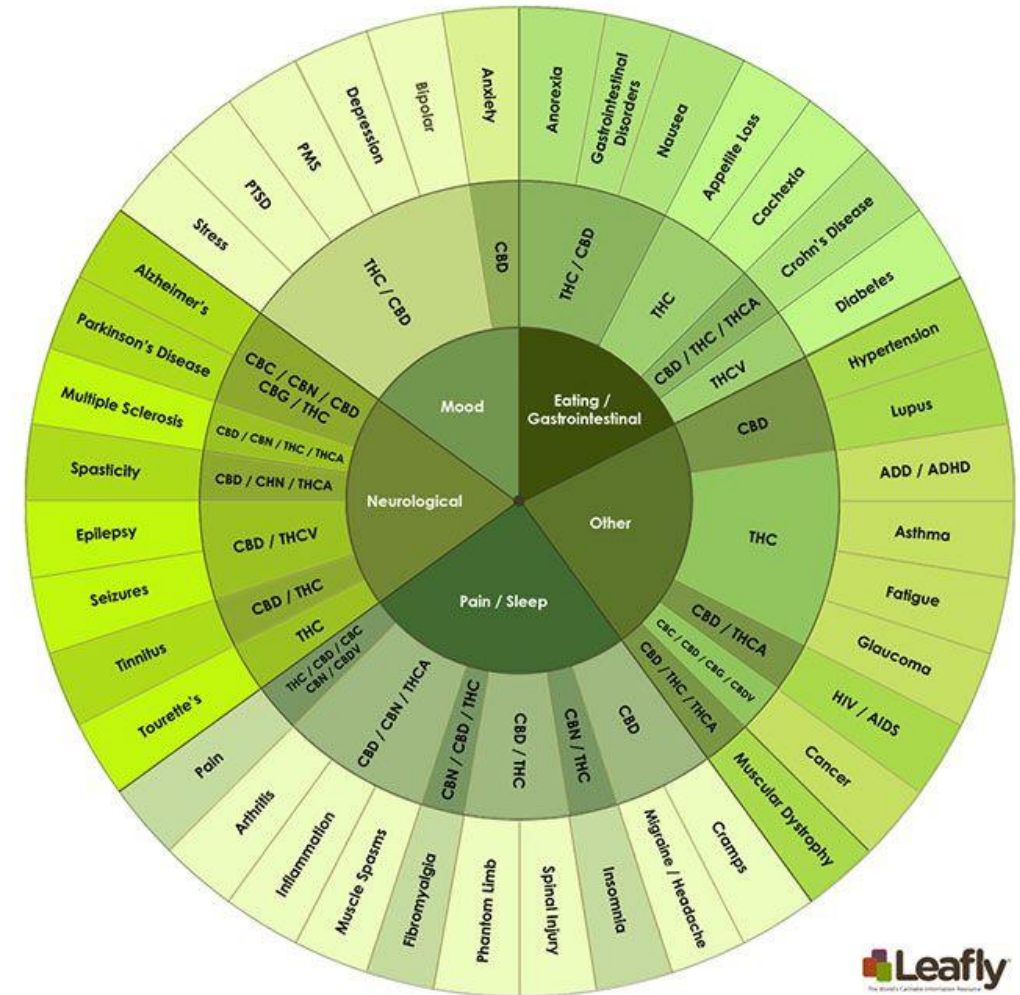 Mood
Eating /
Gastrointestinal
Other
Pain / Sleep
Neurological
CBD
THC / CBD
THC
CBD / THC / THCA
THCV
CBD
THC
CBD / THCA
CBC / CBD / CBG / CBDV
CBD / THC / THCA
CBD
CBN / THC
CBD / THC
CBN / CBD / THC
CBD / CBN / THCA
THC / CBD / CBC
CBN / CBDV
THC
CBD / THC
CBD / THCV
CBD / CHN / THCA
CBD / CBN / THC / THCA
CBC / CBN / CBD
CBG / THC
THC / CBD
Anxiety
Anorexia
Gastrointestinal
Disorders
Nausea
Appetite Loss
Cachexia
Crohn's Disease
Diabetes
Hypertension
Lupus
ADD / ADHD
Asthma
Fatigue
Glaucoma
HIV / AIDS
Cancer
Muscular Dystrophy
Cramps
Migraine / Headache
Insomnia
Spinal Injury
Phantom Limb
Fibromyalgia
Muscle Spasms
Inflammation
Arthritis
Pain
Tourette's
Tinnitus
Seizures
Epilepsy
Spasticity
Multiple Sclerosis
Parkinson's Disease
Alzheimer's
Stress
PTSD
PMS
Depression
Bipolar
Leafly
The World's Cannabis Information Resource